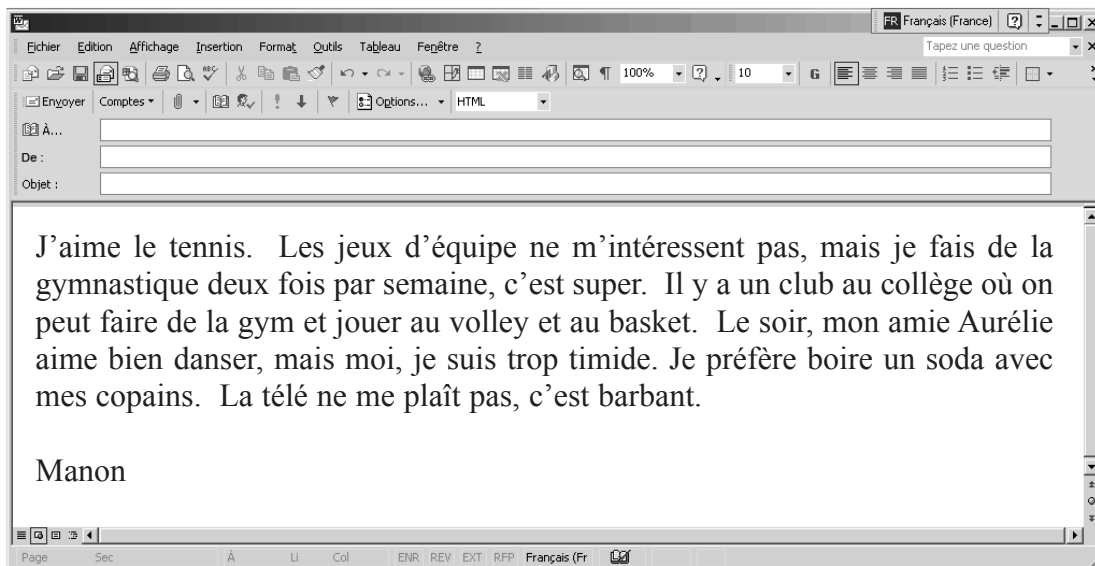 Français (France)
Fichier Edition Affichage Insertion Format Outils Tableau Fenêtre ? Tapez une question
100% 10 G
Envoyer Comptes Options... HTML
À...
De :
Objet :
J’aime le tennis. Les jeux d’équipe ne m’intéressent pas, mais je fais de la
gymnastique deux fois par semaine, c’est super. Il y a un club au collège où on
peut faire de la gym et jouer au volley et au basket. Le soir, mon amie Aurélie
aime bien danser, mais moi, je suis trop timide. Je préfère boire un soda avec
mes copains. La télé ne me plaît pas, c’est barbant.
Manon
Page Sec À Li Col ENR REV EXT RFP Français (Fr